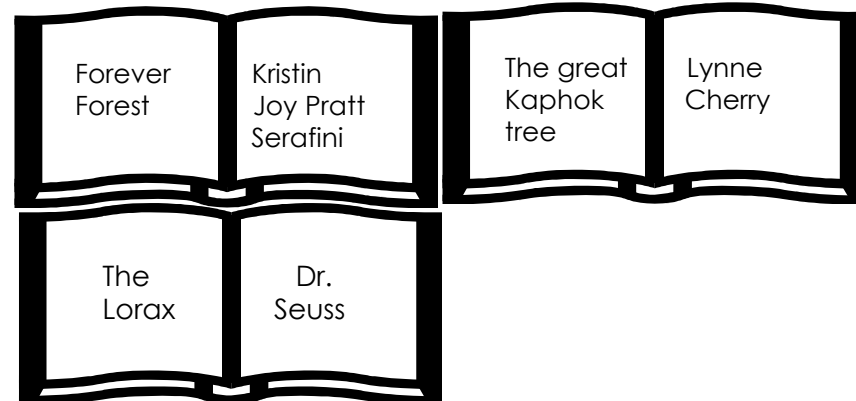 Forever
Forest
Kristin
Joy Pratt
Serafini
The great
Kaphok
tree
Lynne
Cherry
The
Lorax
Dr.
Seuss